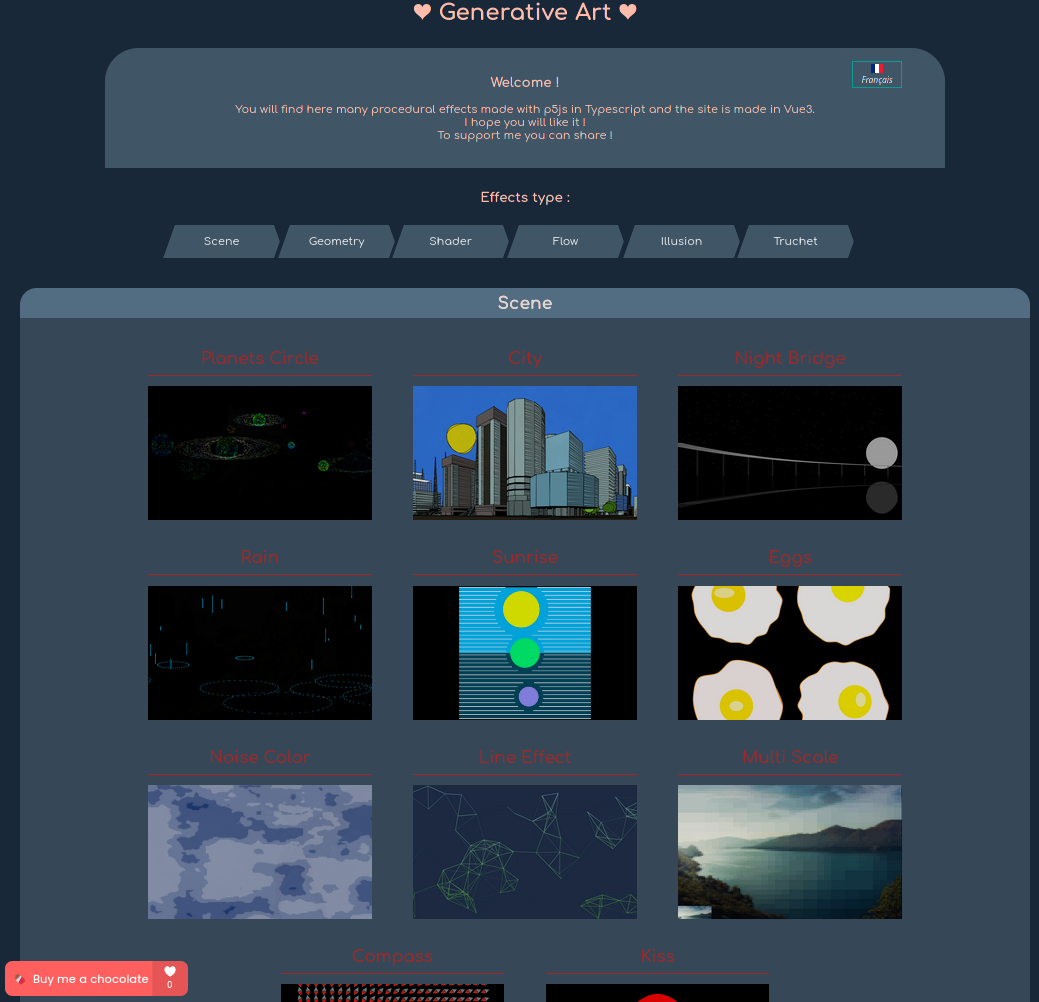 ♥ Generative Art ♥
Français
Welcome !
You will find here many procedural effects made with p5js in Typescript and the site is made in Vue3.
I hope you will like it !
To support me you can share !
Effects type :
Scene Geometry Shader Flow Illusion Truchet
Scene
Planets Circle City Night Bridge
Rain Sunrise Eggs
Noise Color Line Effect Multi Scale
Compass Kiss
Buy me a chocolate 0